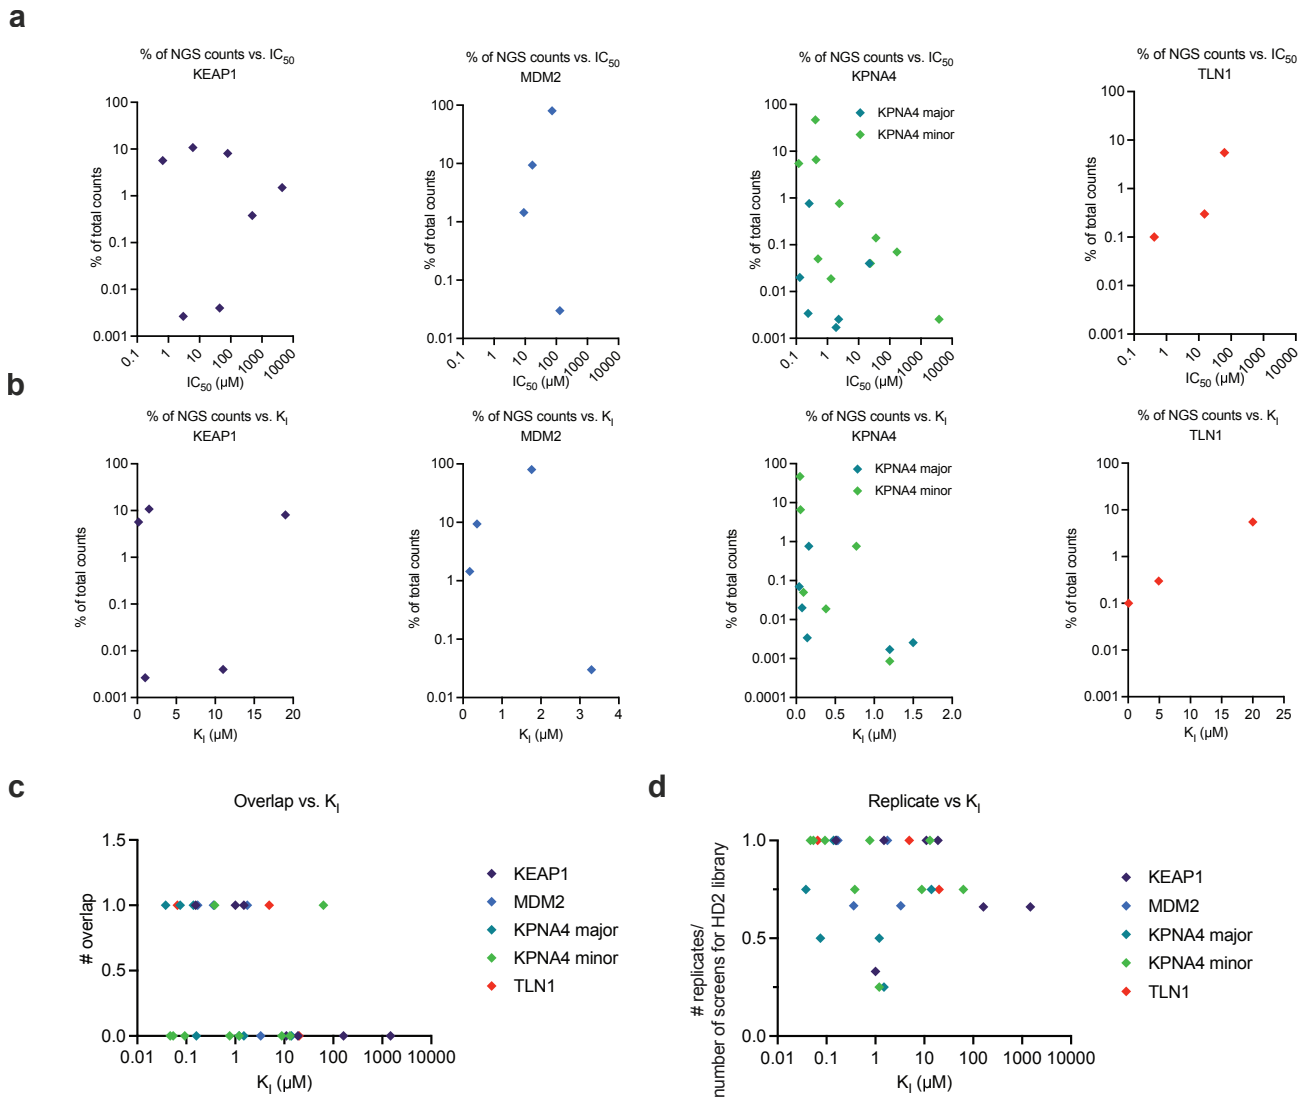 a
% of NGS counts vs. IC50
KEAP1
% of total counts
100
10
1
0.1
0.01
0.001
0.1
1
10
100
1000
10000
IC50 (µM)
% of NGS counts vs. IC50
MDM2
% of total counts
100
10
1
0.1
0.01
0.1
1
10
100
1000
10000
IC50 (µM)
% of NGS counts vs. IC50
KPNA4
KPNA4 major
KPNA4 minor
% of total counts
100
10
1
0.1
0.01
0.001
0.1
1
10
100
1000
10000
IC50 (µM)
% of NGS counts vs. IC50
TLN1
% of total counts
100
10
1
0.1
0.01
0.001
0.1
1
10
100
1000
10000
IC50 (µM)
b
% of NGS counts vs. KI
KEAP1
% of total counts
100
10
1
0.1
0.01
0.001
0 5 10 15 20
KI (µM)
% of NGS counts vs. KI
MDM2
% of total counts
100
10
1
0.1
0.01
0 1 2 3 4
KI (µM)
% of NGS counts vs. KI
KPNA4
KPNA4 major
KPNA4 minor
% of total counts
100
10
1
0.1
0.01
0.001
0.0001
0.0 0.5 1.0 1.5 2.0
KI (µM)
% of NGS counts vs. KI
TLN1
% of total counts
100
10
1
0.1
0.01
0.001
0 5 10 15 20 25
KI (µM)
c
Overlap vs. KI
# overlap
1.5
1.0
0.5
0.0
0.01 0.1 1 10 100 1000 10000
KI (µM)
KEAP1
MDM2
KPNA4 major
KPNA4 minor
TLN1
d
Replicate vs KI
# replicates/
number of screens for HD2 library
1.0
0.5
0.0
0.01 0.1 1 10 100 1000 10000
KI (µM)
KEAP1
MDM2
KPNA4 major
KPNA4 minor
TLN1